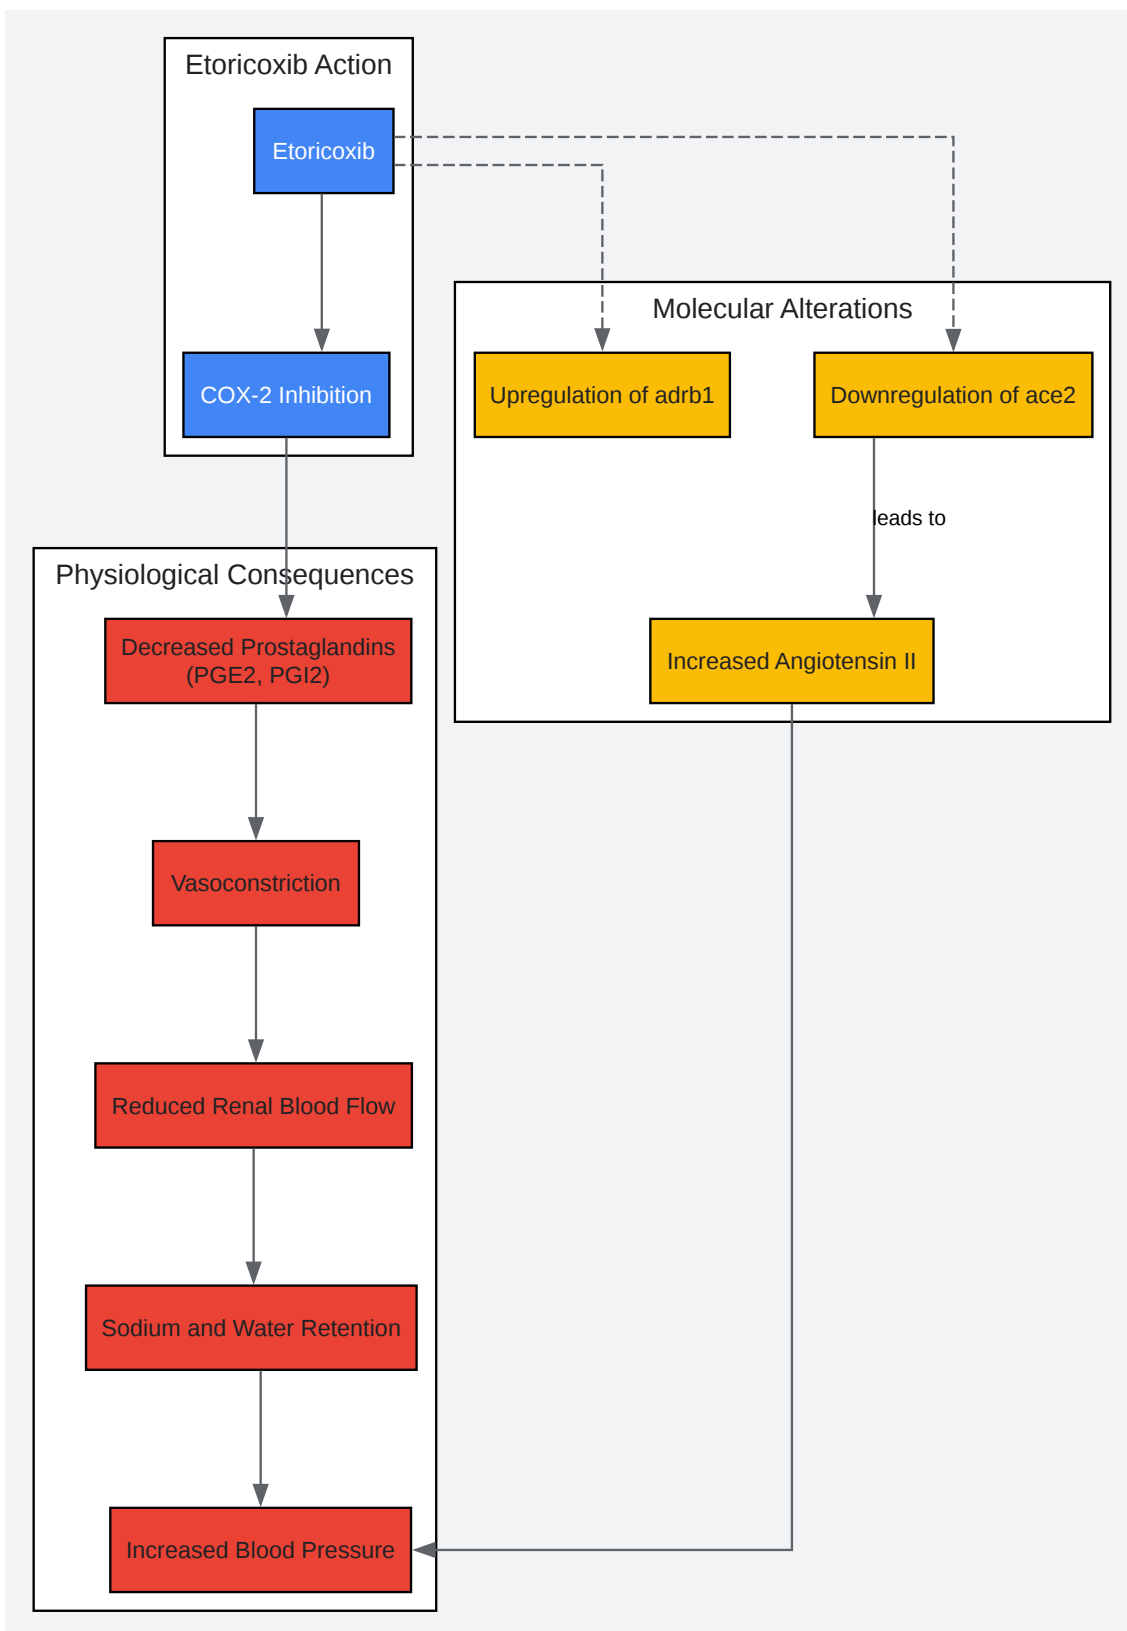 Etoricoxib Action
Etoricoxib
COX-2 Inhibition
Molecular Alterations
Upregulation of adrb1
Downregulation of ace2
leads to
Increased Angiotensin II
Physiological Consequences
Decreased Prostaglandins
(PGE2, PGI2)
Vasoconstriction
Reduced Renal Blood Flow
Sodium and Water Retention
Increased Blood Pressure